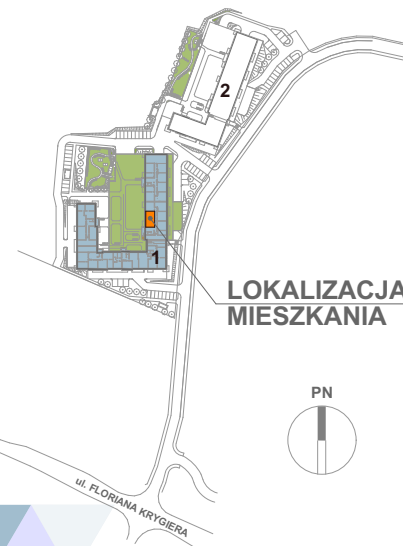 2
1
LOKALIZACJA
MIESZKANIA
PN
ul. FLORIANA KRYGIERA